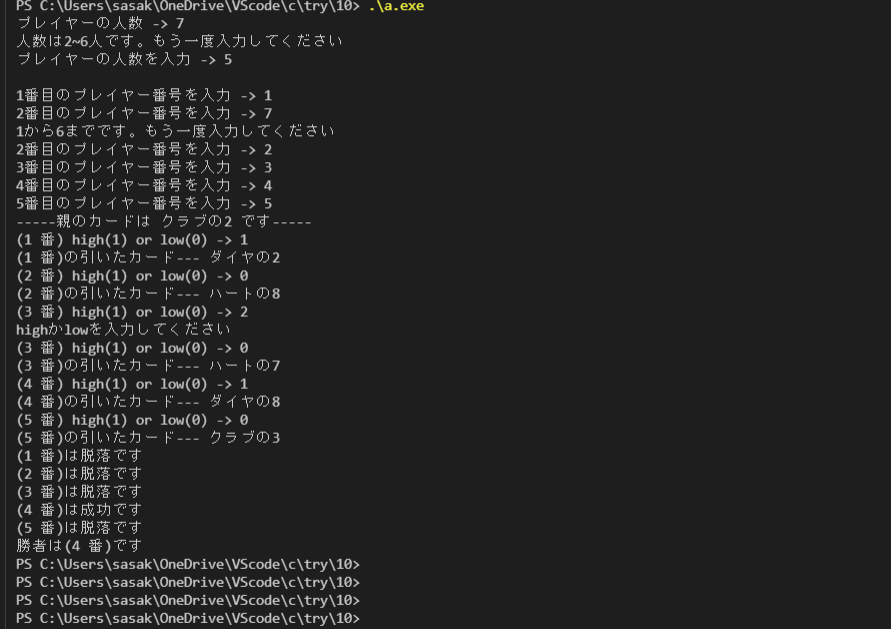 PS C:\Users\sasak\OneDrive\VScode\c\try\10> .\a.exe
プレイヤーの人数 -> 7
人数は2~6人です。もう一度入力してください
プレイヤーの人数を入力 -> 5
1番目のプレイヤー番号を入力 -> 1
2番目のプレイヤー番号を入力 -> 7
1から6までです。もう一度入力してください
2番目のプレイヤー番号を入力 -> 2
3番目のプレイヤー番号を入力 -> 3
4番目のプレイヤー番号を入力 -> 4
5番目のプレイヤー番号を入力 -> 5
-----親のカードは クラブの2 です-----
(1 番) high(1) or low(0) -> 1
(1 番)の引いたカード--- ダイヤの2
(2 番) high(1) or low(0) -> 0
(2 番)の引いたカード--- ハートの8
(3 番) high(1) or low(0) -> 2
highかlowを入力してください
(3 番) high(1) or low(0) -> 0
(3 番)の引いたカード--- ハートの7
(4 番) high(1) or low(0) -> 1
(4 番)の引いたカード--- ダイヤの8
(5 番) high(1) or low(0) -> 0
(5 番)の引いたカード--- クラブの3
(1 番)は脱落です
(2 番)は脱落です
(3 番)は脱落です
(4 番)は成功です
(5 番)は脱落です
勝者は(4 番)です
PS C:\Users\sasak\OneDrive\VScode\c\try\10>
PS C:\Users\sasak\OneDrive\VScode\c\try\10>
PS C:\Users\sasak\OneDrive\VScode\c\try\10>
PS C:\Users\sasak\OneDrive\VScode\c\try\10>